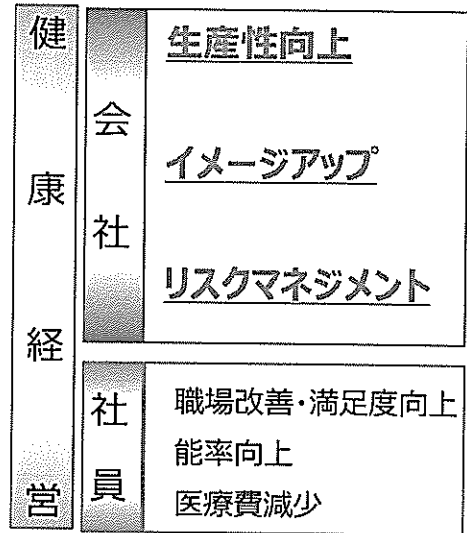 健康経営
会社
生産性向上
イメージアップ
リスクマネジメント
社員
職場改善・満足度向上
能率向上
医療費減少